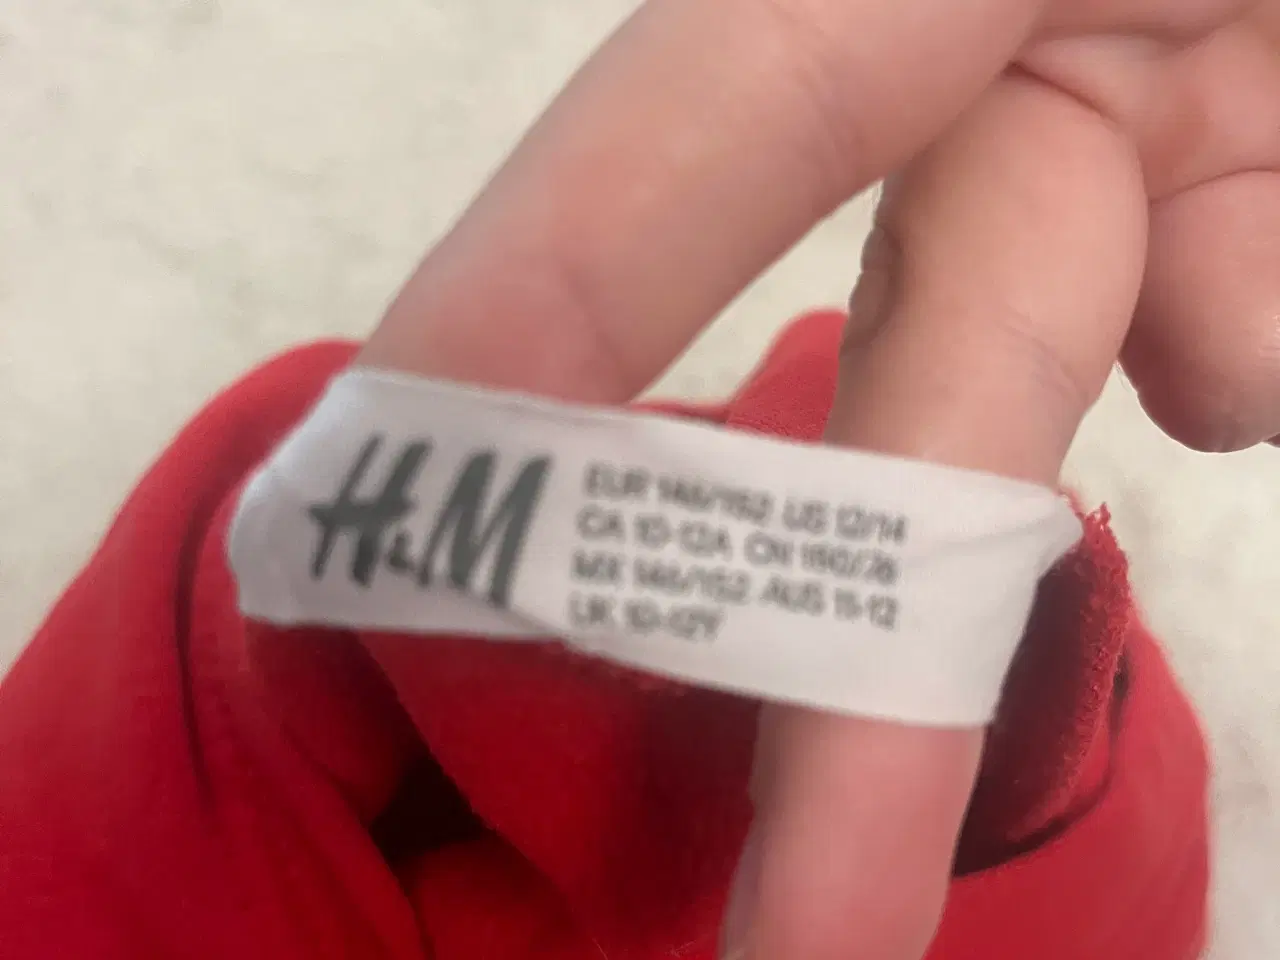 H&M
EUR 146/152 US 12/14
CA 10-12A CN 160/76
MX 146/152 AUS 11-12
UK 10-12Y